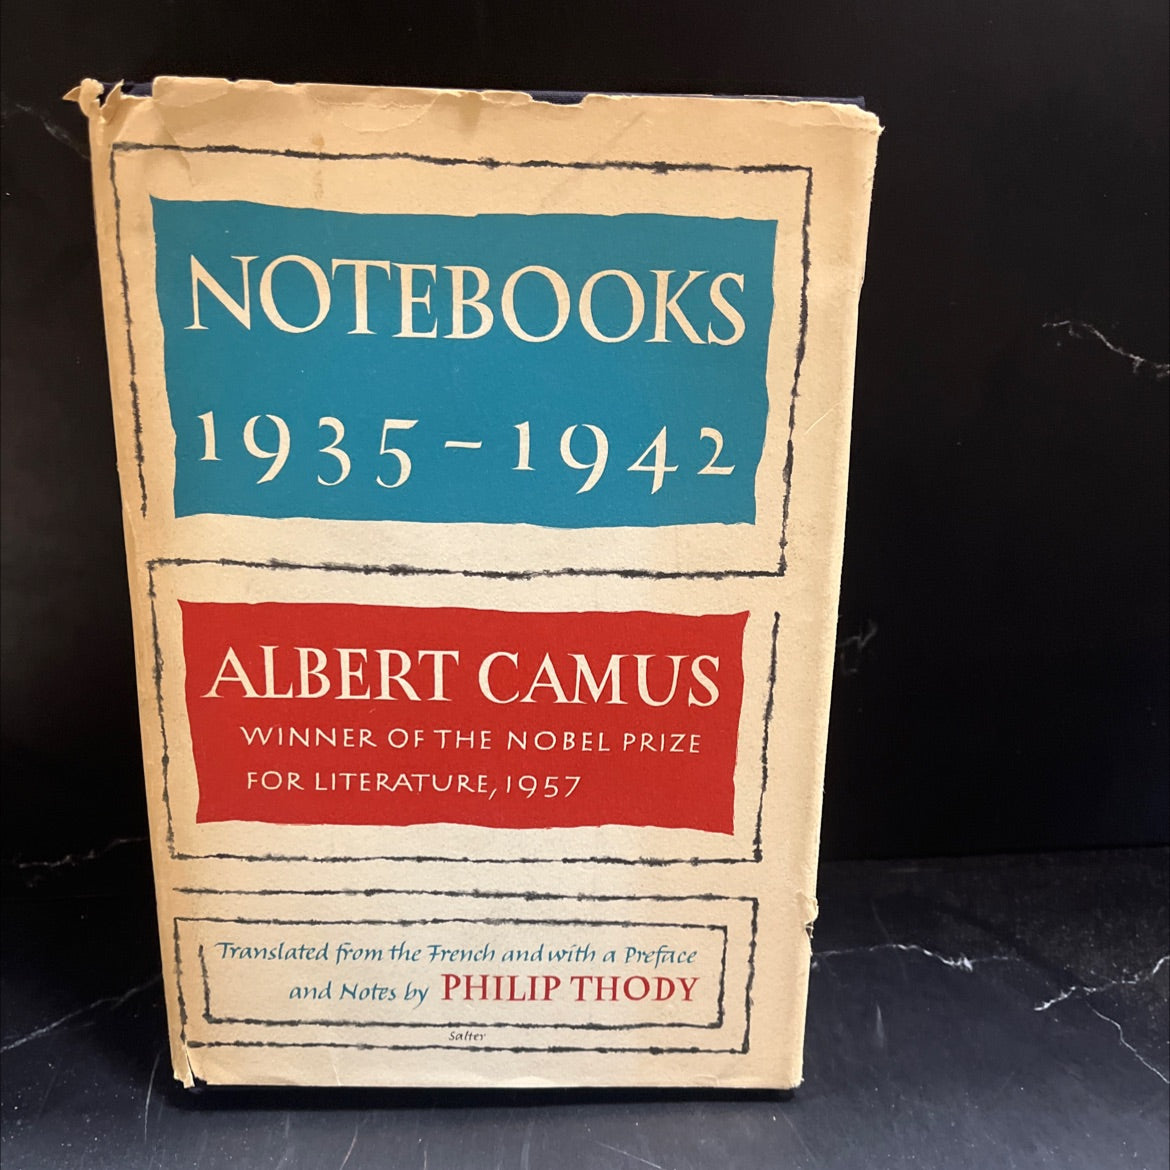 NOTEBOOKS
1935-1942
ALBERT CAMUS
WINNER OF THE NOBEL PRIZE
FOR LITERATURE, 1957
Translated from the French and with a Preface
and Notes by PHILIP THODY
Salter